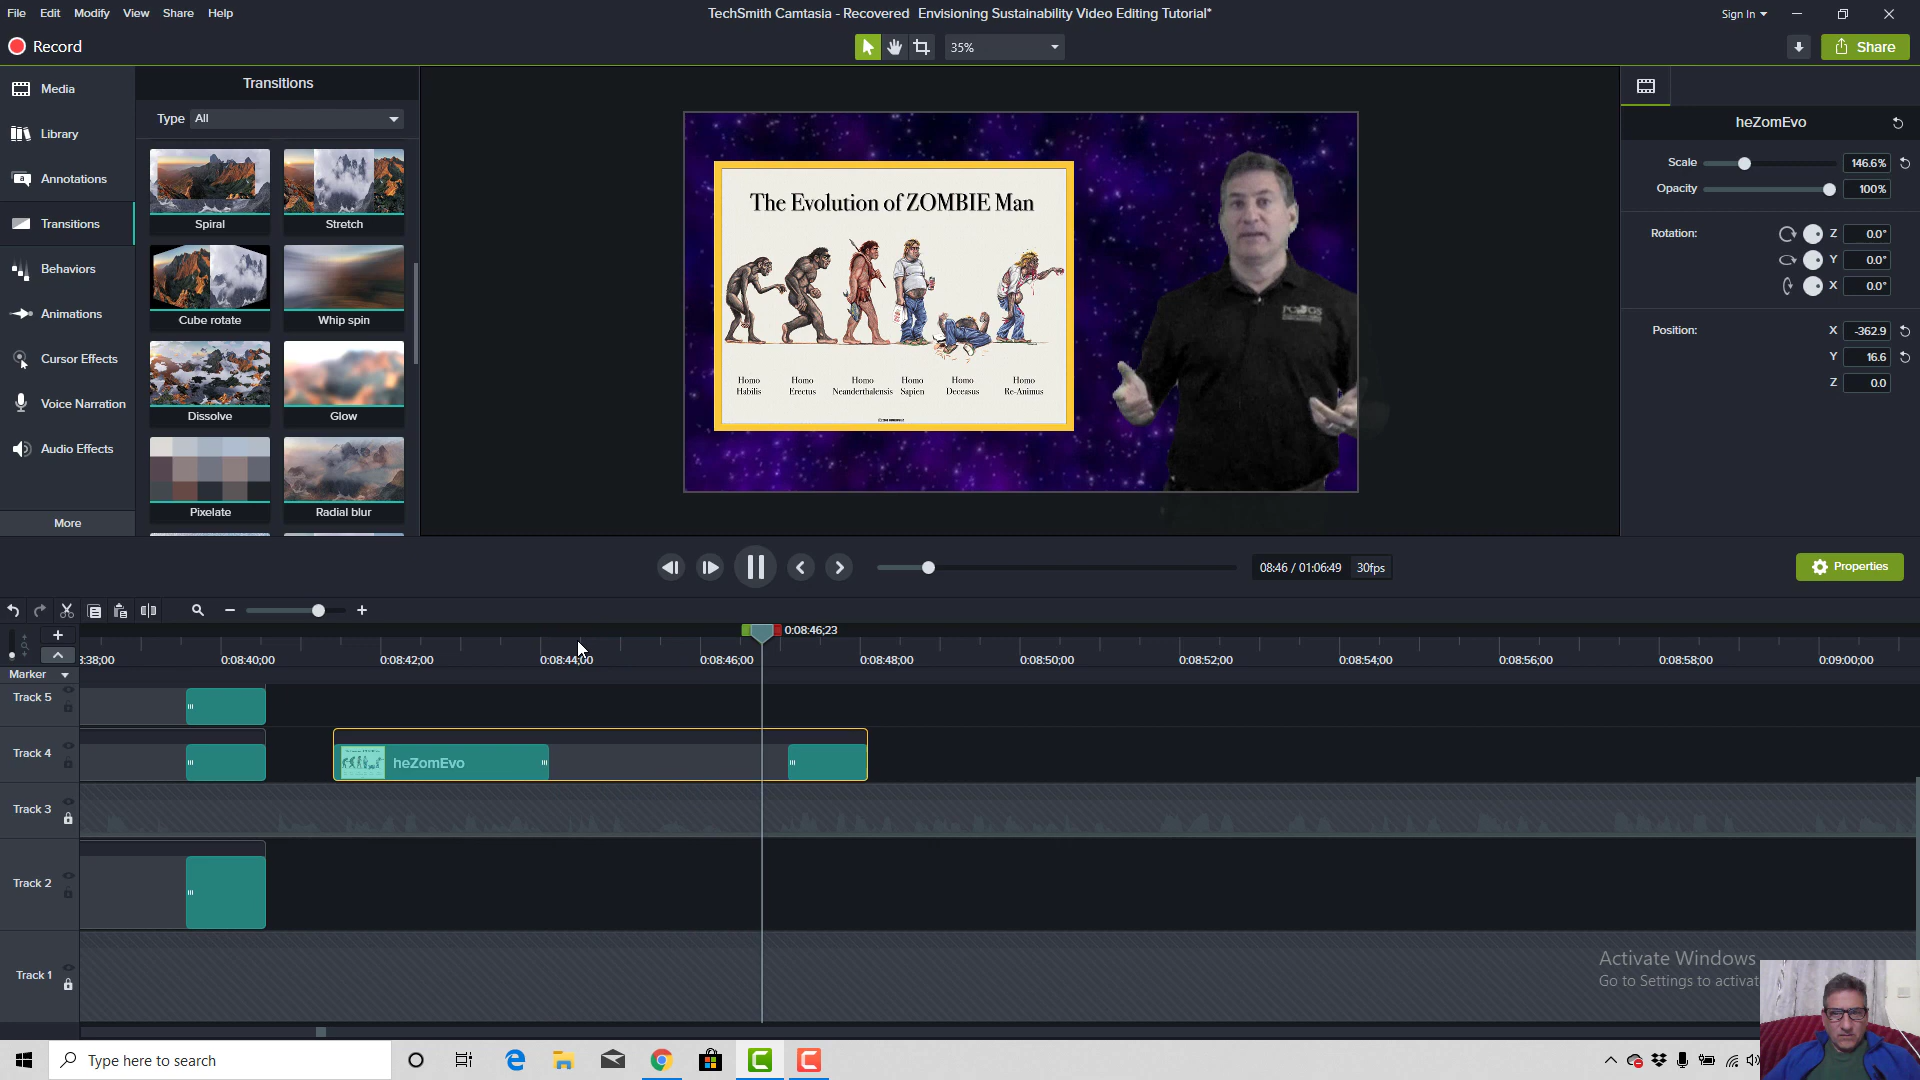 File Edit Modify View Share Help
TechSmith Camtasia - Recovered Envisioning Sustainability Video Editing Tutorial*
Sign In
Record
35%
Share
Media
Library
Annotations
Transitions
Behaviors
Animations
Cursor Effects
Voice Narration
Audio Effects
More
Transitions
Type All
Spiral
Stretch
Cube rotate
Whip spin
Dissolve
Glow
Pixelate
Radial blur
The Evolution of ZOMBIE Man
Homo Habilis
Homo Erectus
Homo Neanderthalensis
Homo Sapien
Homo Deceasus
Homo Re-Animus
heZomEvo
Scale 146.6%
Opacity 100%
Rotation: Z 0.0°
Y 0.0°
X 0.0°
Position: X -362.9
Y 16.6
Z 0.0
08:46 / 01:06:49 30fps
Properties
0:08:46;23
38;00 0:08:40;00 0:08:42;00 0:08:44;00 0:08:46;00 0:08:48;00 0:08:50;00 0:08:52;00 0:08:54;00 0:08:56;00 0:08:58;00 0:09:00;00
Marker
Track 5
Track 4
heZomEvo
Track 3
Track 2
Track 1
Activate Windows
Go to Settings to activat
Type here to search